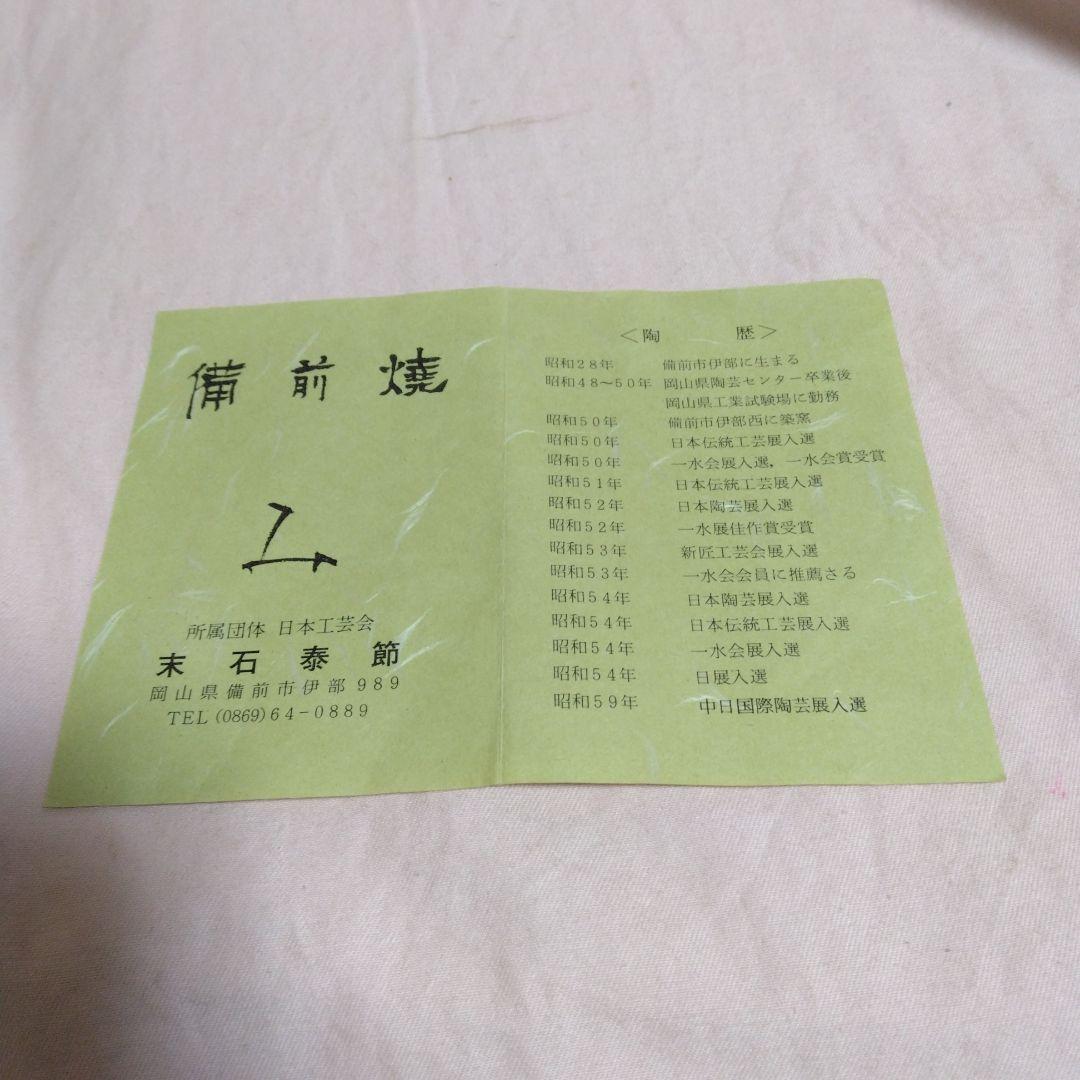 備前燒
所属団体 日本工芸会
末石泰節
岡山県備前市伊部989
TEL (0869) 64-0889
＜陶　歴＞
昭和28年 備前市伊部に生まる
昭和48～50年 岡山県陶芸センター卒業後
岡山県工業試験場に勤務
昭和50年 備前市伊部西に築窯
昭和50年 日本伝統工芸展入選
昭和50年 一水会展入選，一水会賞受賞
昭和51年 日本伝統工芸展入選
昭和52年 日本陶芸展入選
昭和52年 一水展佳作賞受賞
昭和53年 新匠工芸会展入選
昭和53年 一水会会員に推薦さる
昭和54年 日本陶芸展入選
昭和54年 日本伝統工芸展入選
昭和54年 一水会展入選
昭和54年 日展入選
昭和59年 中日国際陶芸展入選